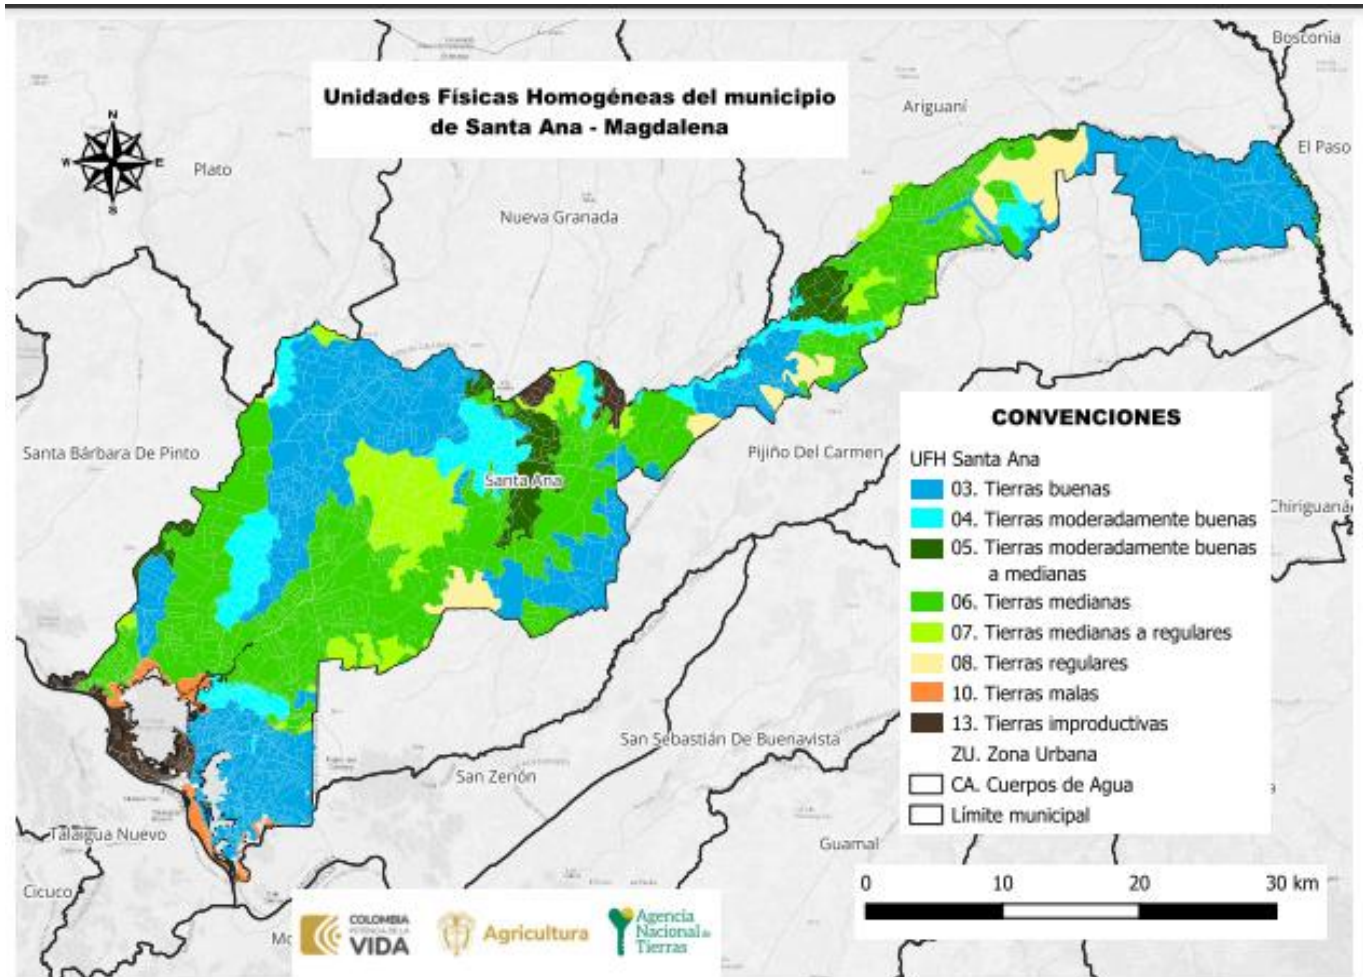 Bosconia
Unidades Físicas Homogéneas del municipio
de Santa Ana - Magdalena
Ariguaní
N
W
E
S
El Paso
Plato
Nueva Granada
Santa Bárbara De Pinto
Santa Ana
Pijiño Del Carmen
Chiriguaná
CONVENCIONES
UFH Santa Ana
03. Tierras buenas
04. Tierras moderadamente buenas
05. Tierras moderadamente buenas
a medianas
06. Tierras medianas
07. Tierras medianas a regulares
08. Tierras regulares
10. Tierras malas
13. Tierras improductivas
ZU. Zona Urbana
CA. Cuerpos de Agua
Límite municipal
San Sebastián De Buenavista
San Zenón
Talaigua Nuevo
Guamal
Cicuco
0 10 20 30 km
Mo
COLOMBIA
POTENCIA DE LA
VIDA
Agricultura
Agencia
Nacional de
Tierras